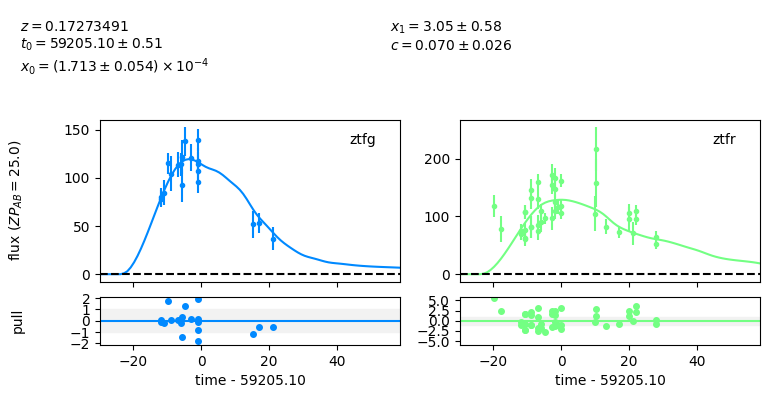 z = 0.17273491
t₀ = 59205.10 ± 0.51
x₀ = (1.713 ± 0.054) × 10⁻⁴
x₁ = 3.05 ± 0.58
c = 0.070 ± 0.026
flux (ZP_AB = 25.0)
150
100
50
0
ztfg
200
100
0
ztfr
pull
2
1
0
−1
−2
5.0
2.5
0.0
−2.5
−5.0
−20 0 20 40
−20 0 20 40
time - 59205.10
time - 59205.10